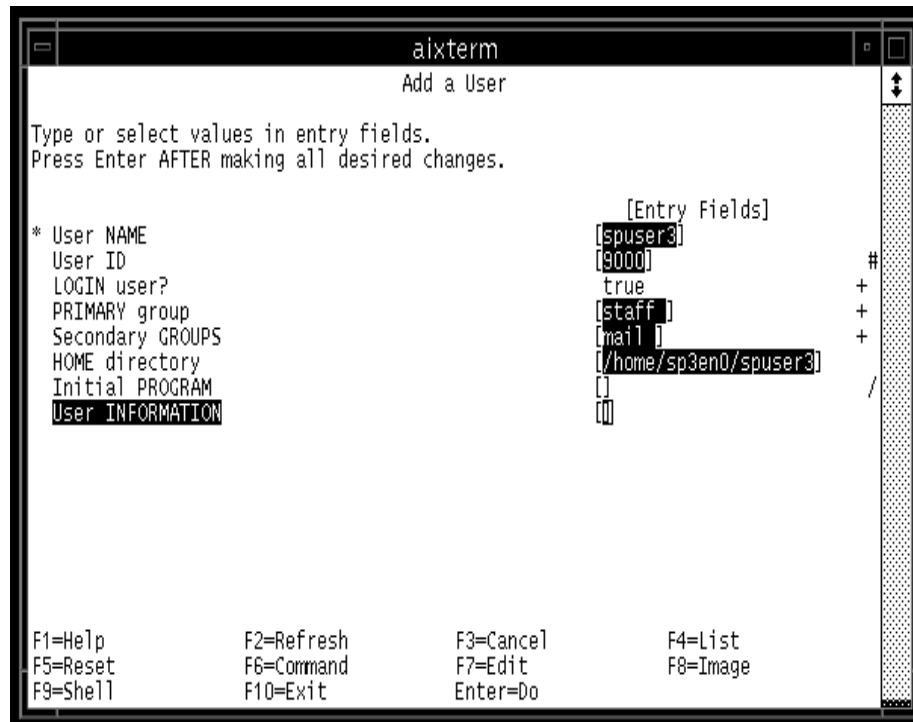 aixterm
Add a User
Type or select values in entry fields.
Press Enter AFTER making all desired changes.
[Entry Fields]
* User NAME [spuser3]
User ID [9000] #
LOGIN user? true +
PRIMARY group [staff ] +
Secondary GROUPS [mail ] +
HOME directory [/home/sp3en0/spuser3]
Initial PROGRAM [] /
User INFORMATION []
F1=Help F2=Refresh F3=Cancel F4=List
F5=Reset F6=Command F7=Edit F8=Image
F9=Shell F10=Exit Enter=Do